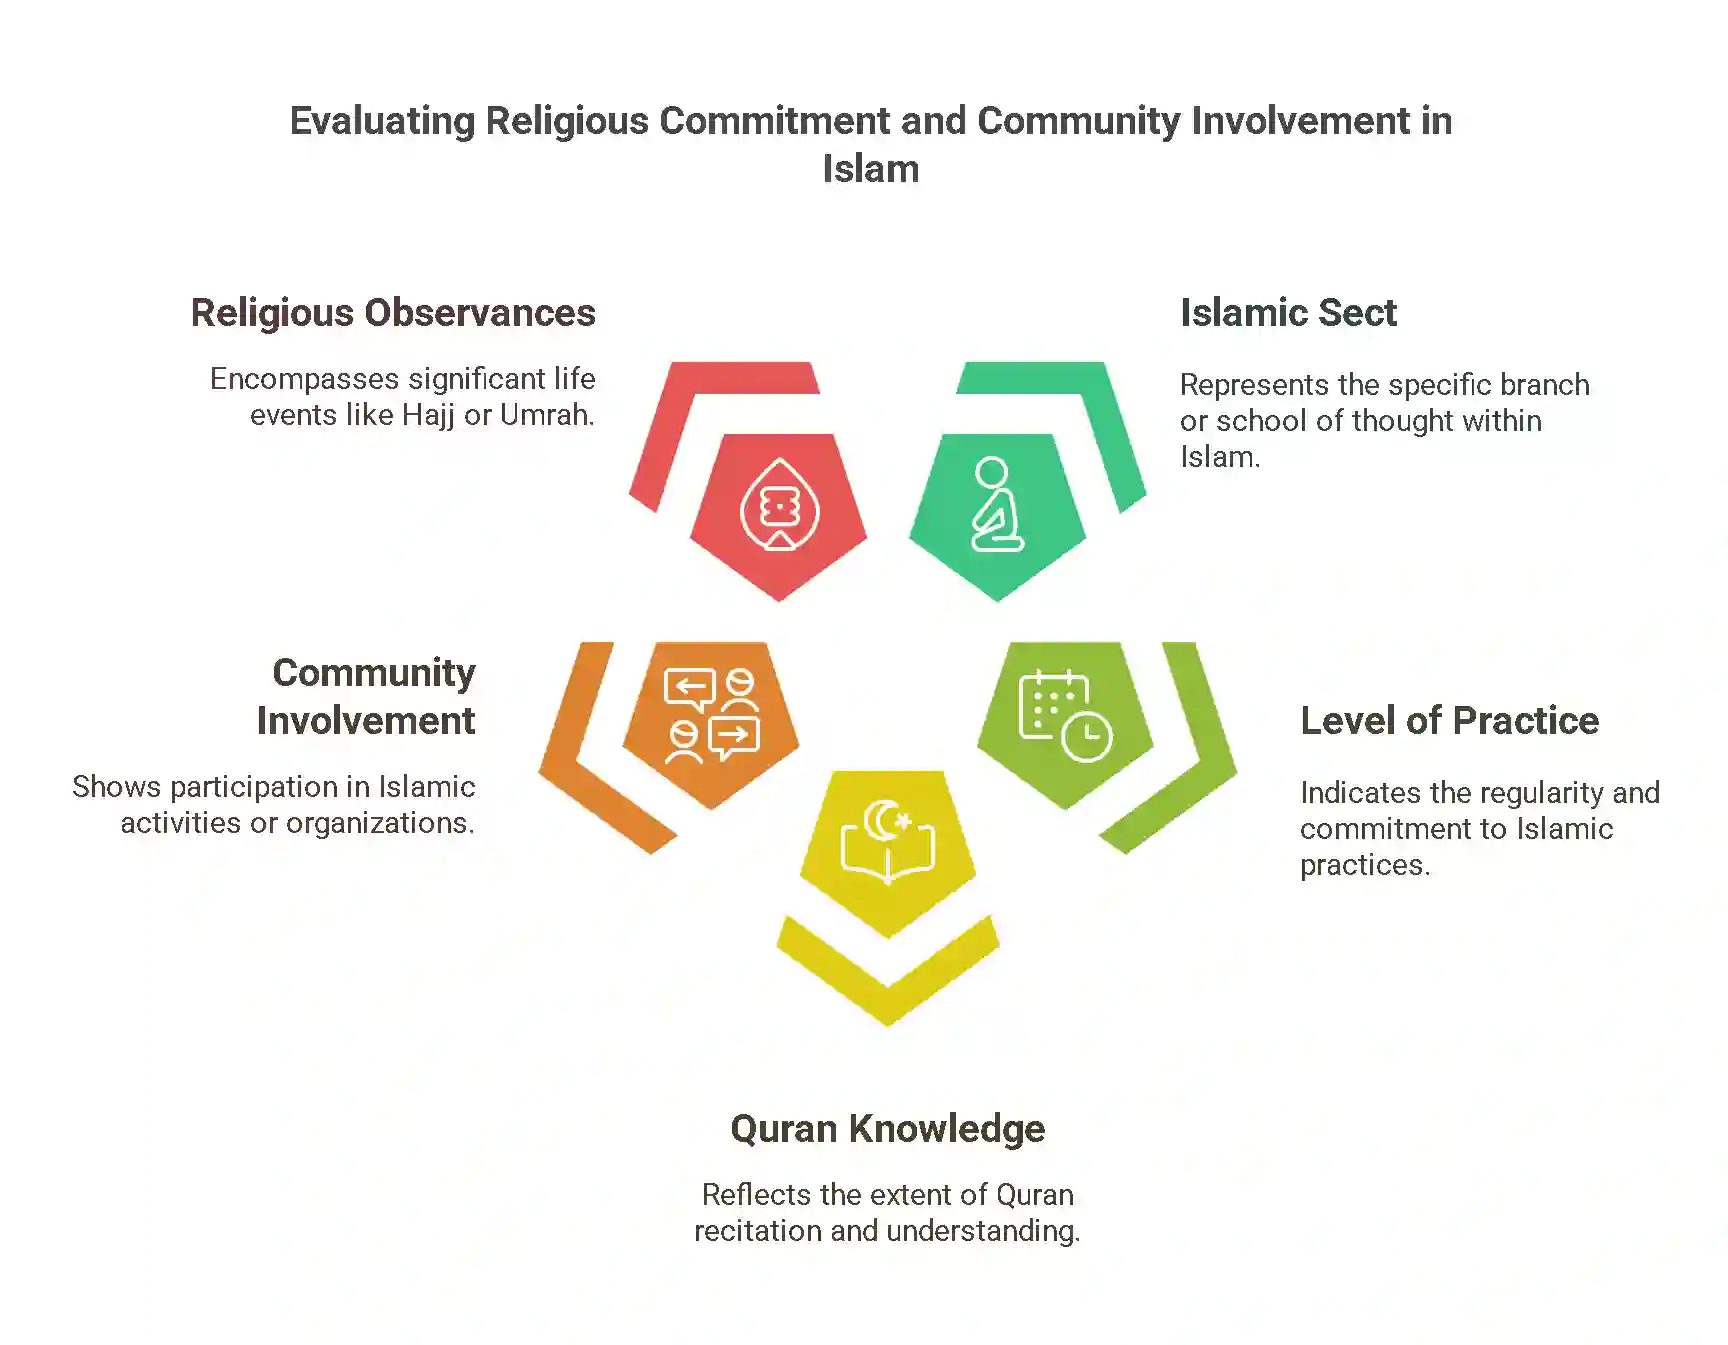 Evaluating Religious Commitment and Community Involvement in
Islam
Religious Observances
Encompasses significant life
events like Hajj or Umrah.
Islamic Sect
Represents the specific branch
or school of thought within
Islam.
Community
Involvement
Shows participation in Islamic
activities or organizations.
Level of Practice
Indicates the regularity and
commitment to Islamic
practices.
Quran Knowledge
Reflects the extent of Quran
recitation and understanding.